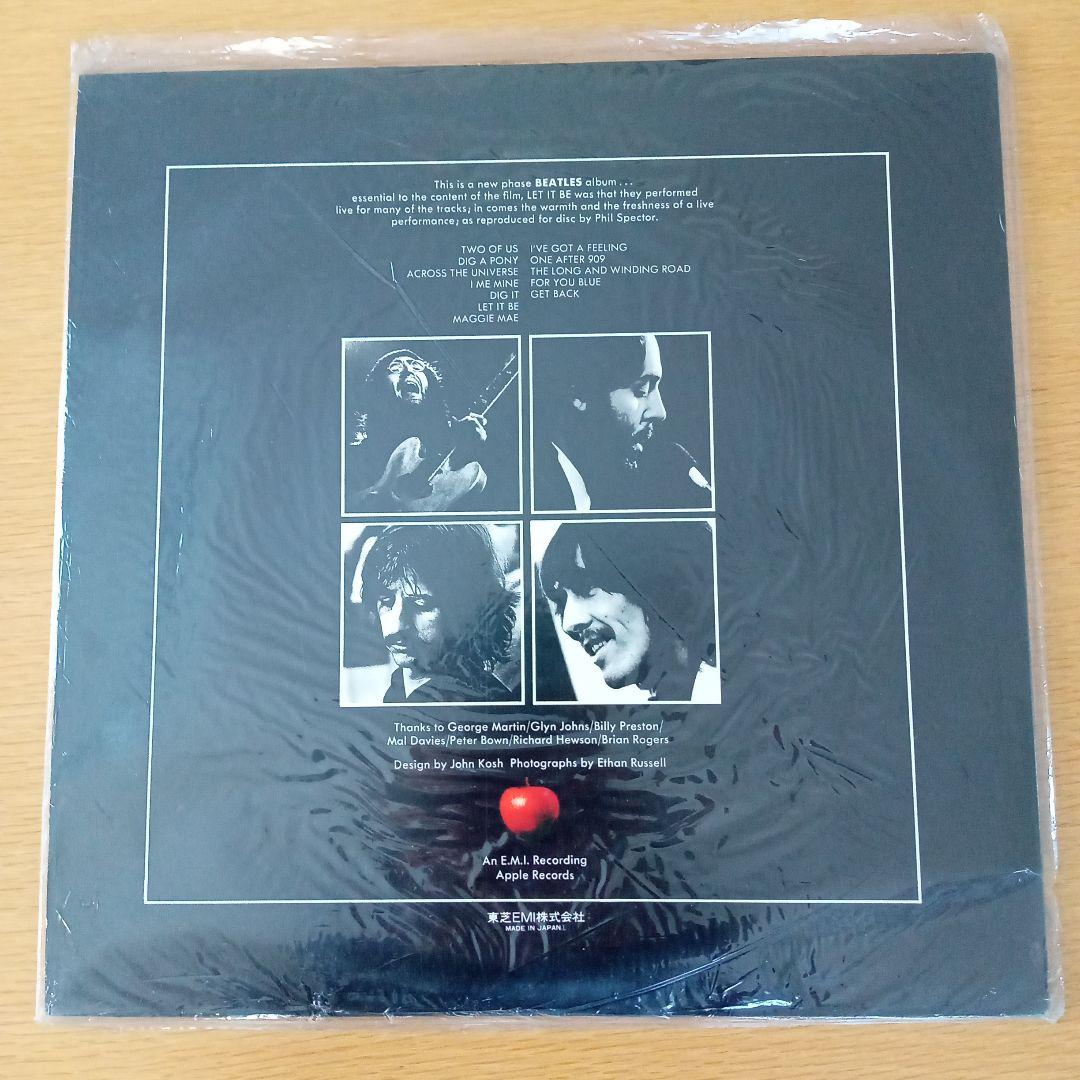 This is a new phase BEATLES album . . .
essential to the content of the film, LET IT BE was that they performed
live for many of the tracks; in comes the warmth and the freshness of a live
performance; as reproduced for disc by Phil Spector.
TWO OF US
DIG A PONY
ACROSS THE UNIVERSE
I ME MINE
DIG IT
LET IT BE
MAGGIE MAE
I'VE GOT A FEELING
ONE AFTER 909
THE LONG AND WINDING ROAD
FOR YOU BLUE
GET BACK
Thanks to George Martin/Glyn Johns/Billy Preston/
Mal Davies/Peter Bown/Richard Hewson/Brian Rogers
Design by John Kosh Photographs by Ethan Russell
An E.M.I. Recording
Apple Records
東芝EMI株式会社
MADE IN JAPAN